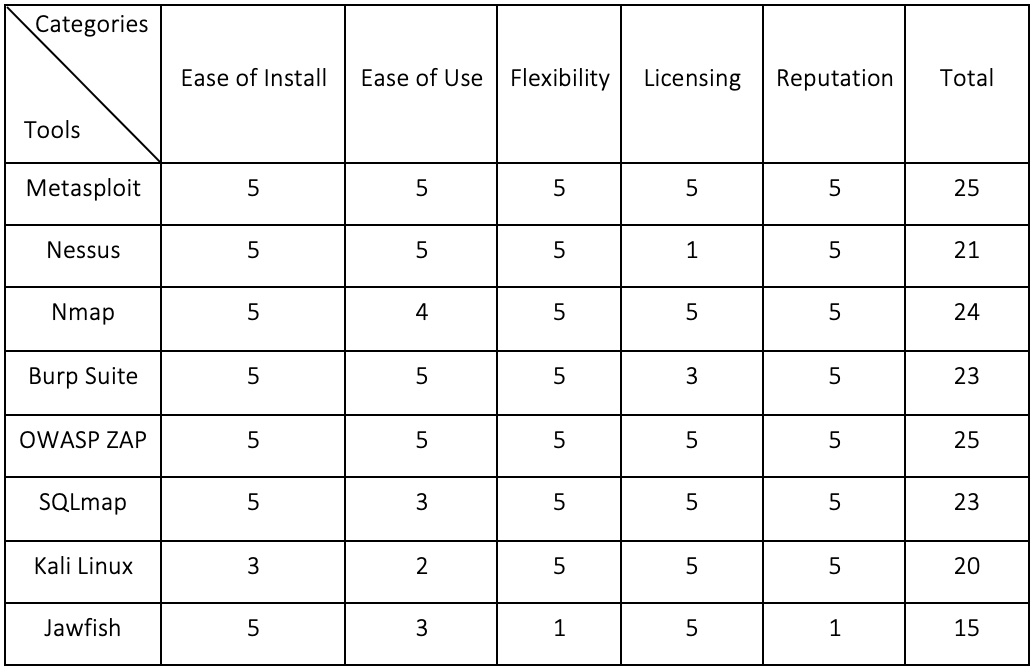 Categories
Tools
Ease of Install Ease of Use Flexibility Licensing Reputation Total
Metasploit 5 5 5 5 5 25
Nessus 5 5 5 1 5 21
Nmap 5 4 5 5 5 24
Burp Suite 5 5 5 3 5 23
OWASP ZAP 5 5 5 5 5 25
SQLmap 5 3 5 5 5 23
Kali Linux 3 2 5 5 5 20
Jawfish 5 3 1 5 1 15